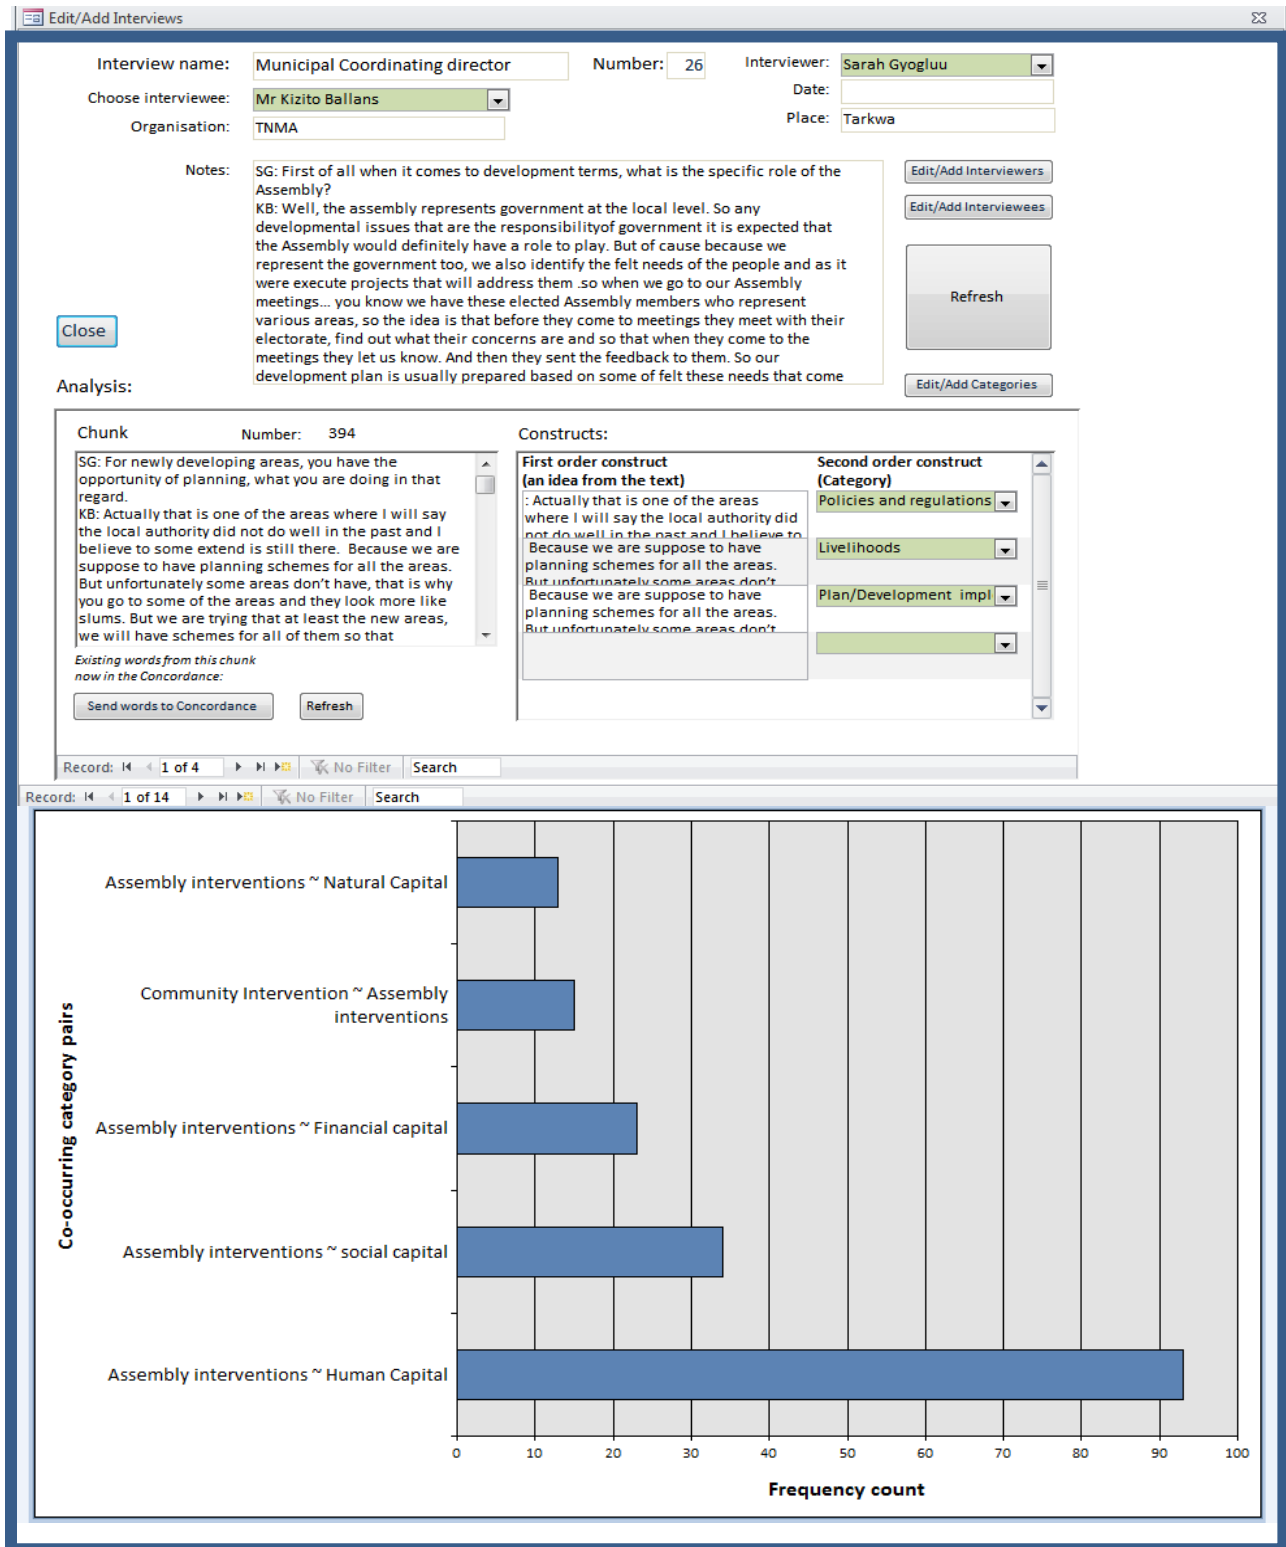 Edit/Add Interviews
Interview name: Municipal Coordinating director Number: 26 Interviewer: Sarah Gyogluu
Choose interviewee: Mr Kizito Ballans Date:
Organisation: TNMA Place: Tarkwa
Notes:
SG: First of all when it comes to development terms, what is the specific role of the
Assembly?
KB: Well, the assembly represents government at the local level. So any
developmental issues that are the responsibilityof government it is expected that
the Assembly would definitely have a role to play. But of cause because we
represent the government too, we also identify the felt needs of the people and as it
were execute projects that will address them .so when we go to our Assembly
meetings... you know we have these elected Assembly members who represent
various areas, so the idea is that before they come to meetings they meet with their
electorate, find out what their concerns are and so that when they come to the
meetings they let us know. And then they sent the feedback to them. So our
development plan is usually prepared based on some of felt these needs that come
Edit/Add Interviewers
Edit/Add Interviewees
Refresh
Edit/Add Categories
Close
Analysis:
Chunk Number: 394
SG: For newly developing areas, you have the
opportunity of planning, what you are doing in that
regard.
KB: Actually that is one of the areas where I will say
the local authority did not do well in the past and I
believe to some extend is still there. Because we are
suppose to have planning schemes for all the areas.
But unfortunately some areas don't have, that is why
you go to some of the areas and they look more like
slums. But we are trying that at least the new areas,
we will have schemes for all of them so that
Existing words from this chunk
now in the Concordance:
Send words to Concordance Refresh
Constructs:
First order construct Second order construct
(an idea from the text) (Category)
: Actually that is one of the areas
where I will say the local authority did
not do well in the past and I believe to
Policies and regulations
Because we are suppose to have
planning schemes for all the areas.
But unfortunately some areas don't
Livelihoods
Because we are suppose to have
planning schemes for all the areas.
But unfortunately some areas don't
Plan/Development impl
Record: 1 of 4 No Filter Search
Record: 1 of 14 No Filter Search
Co-occurring category pairs
Assembly interventions ~ Natural Capital
Community Intervention ~ Assembly
interventions
Assembly interventions ~ Financial capital
Assembly interventions ~ social capital
Assembly interventions ~ Human Capital
0 10 20 30 40 50 60 70 80 90 100
Frequency count